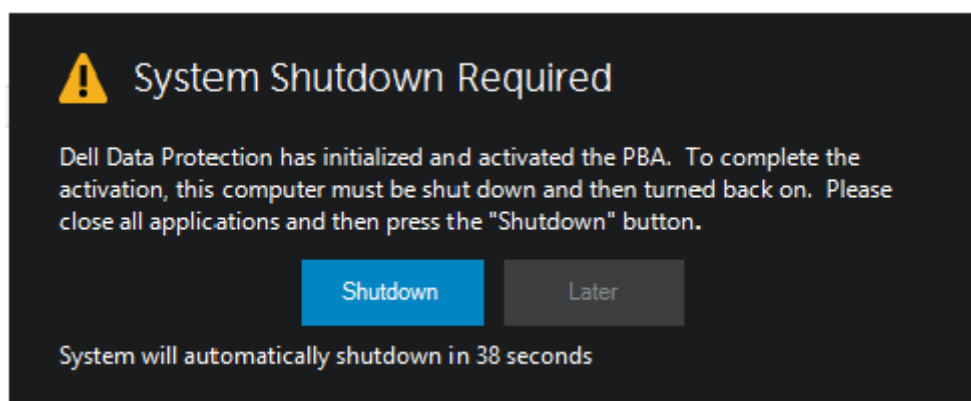 System Shutdown Required
Dell Data Protection has initialized and activated the PBA.  To complete the
activation, this computer must be shut down and then turned back on.  Please
close all applications and then press the "Shutdown" button.
Shutdown
Later
System will automatically shutdown in 38 seconds